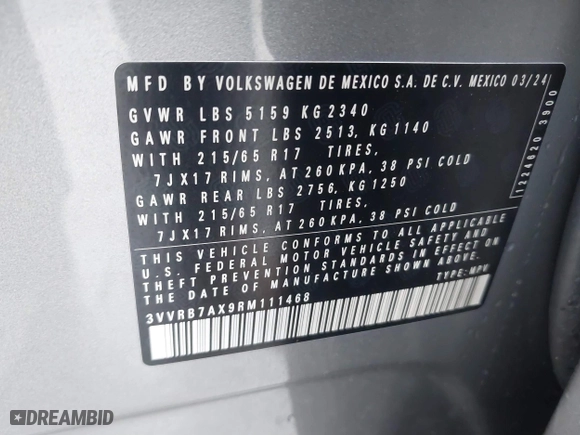 MFD BY VOLKSWAGEN DE MEXICO S.A. DE C.V. MEXICO 03/24
GVWR LBS 5159 KG 2340
GAWR FRONT LBS 2513, KG 1140
WITH 215/65 R17 TIRES,
7JX17 RIMS, AT 260 KPA, 38 PSI COLD
GAWR REAR LBS 2756, KG 1250
WITH 215/65 R17 TIRES,
7JX17 RIMS, AT 260 KPA, 38 PSI COLD
THIS VEHICLE CONFORMS TO ALL APPLICABLE
U.S. FEDERAL MOTOR VEHICLE SAFETY AND
THEFT PREVENTION STANDARDS IN EFFECT ON
THE DATE OF MANUFACTURE SHOWN ABOVE.
3VVRB7AX9RM111468 TYPE: MPV
1224620 3900
DREAMBID